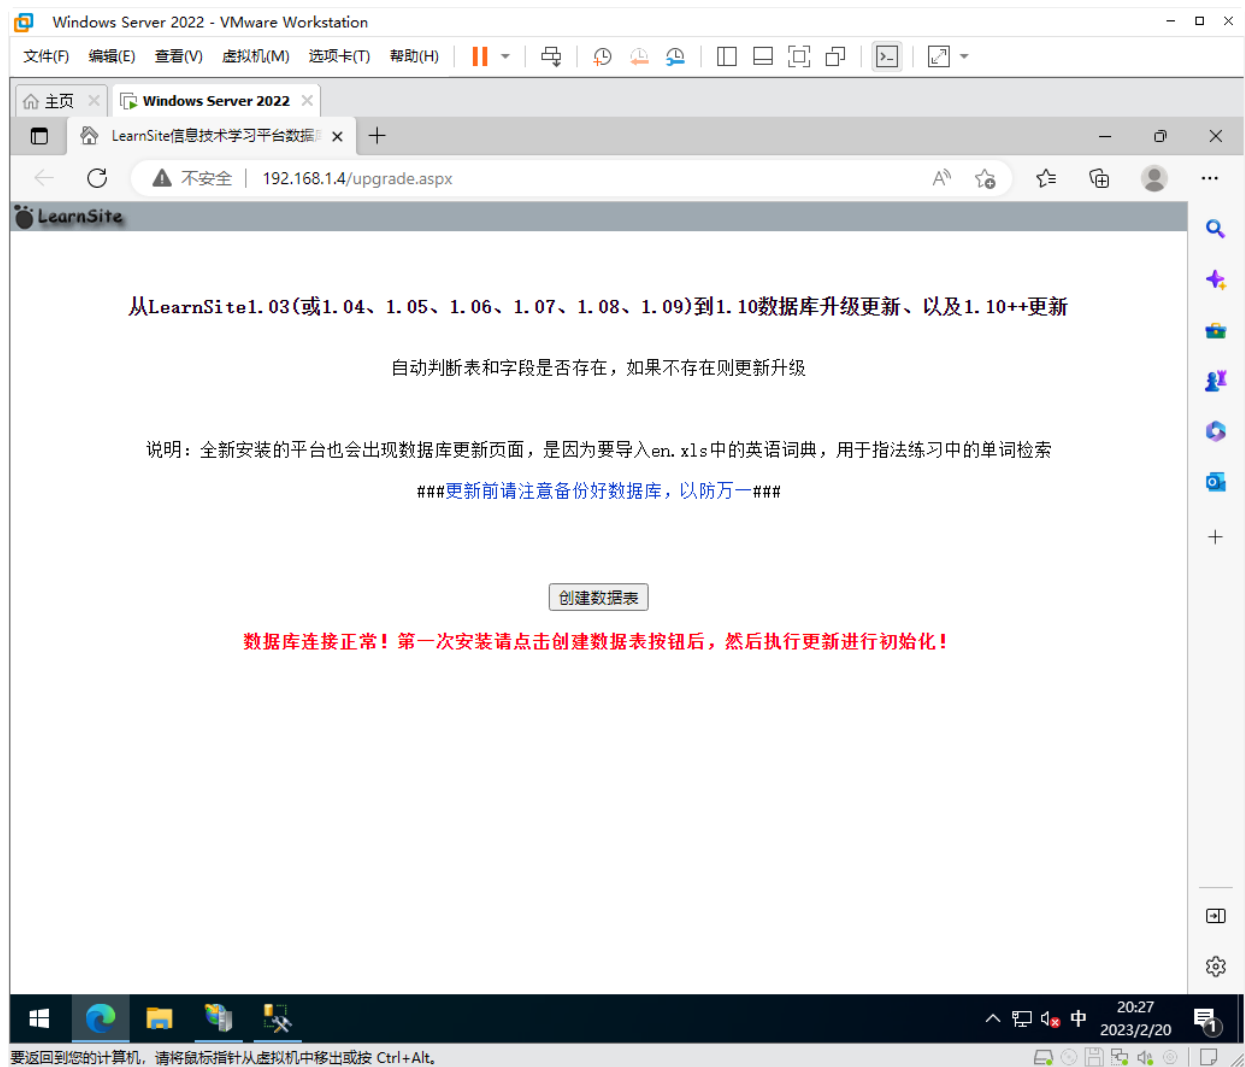 Windows Server 2022 - VMware Workstation
文件(F) 编辑(E) 查看(V) 虚拟机(M) 选项卡(T) 帮助(H)
主页 Windows Server 2022
LearnSite信息技术学习平台数据
不安全 192.168.1.4/upgrade.aspx
LearnSite
从LearnSite1.03(或1.04、1.05、1.06、1.07、1.08、1.09)到1.10数据库升级更新、以及1.10++更新
自动判断表和字段是否存在，如果不存在则更新升级
说明：全新安装的平台也会出现数据库更新页面，是因为要导入en.xls中的英语词典，用于指法练习中的单词检索
###更新前请注意备份好数据库，以防万一###
创建数据表
数据库连接正常！第一次安装请点击创建数据表按钮后，然后执行更新进行初始化！
中
20:27
2023/2/20
1
要返回到您的计算机，请将鼠标指针从虚拟机中移出或按 Ctrl+Alt。